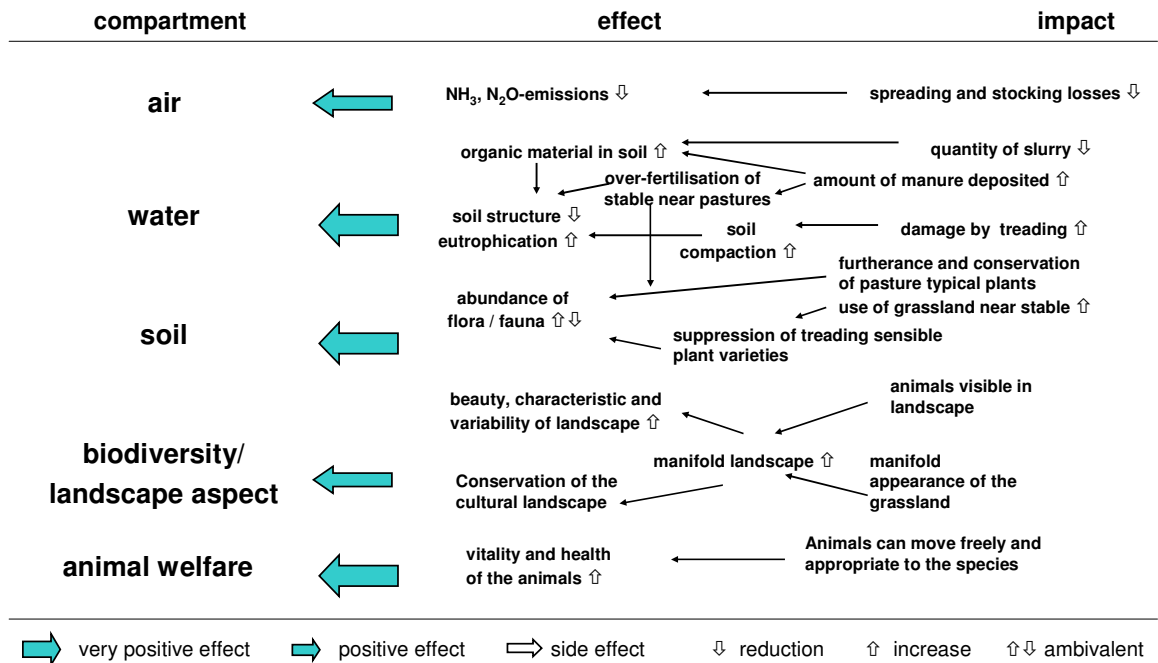 compartment effect impact
air
NH₃, N₂O-emissions ⇩
spreading and stocking losses ⇩
organic material in soil ⇧
quantity of slurry ⇩
over-fertilisation of
stable near pastures
amount of manure deposited ⇧
water
soil structure ⇩
eutrophication ⇧
soil
compaction ⇧
damage by treading ⇧
furtherance and conservation
of pasture typical plants
abundance of
flora / fauna ⇧⇩
use of grassland near stable ⇧
soil
suppression of treading sensible
plant varieties
beauty, characteristic and
variability of landscape ⇧
animals visible in
landscape
biodiversity/
landscape aspect
manifold landscape ⇧
manifold
appearance of the
grassland
Conservation of the
cultural landscape
animal welfare
vitality and health
of the animals ⇧
Animals can move freely and
appropriate to the species
very positive effect positive effect side effect ⇩ reduction ⇧ increase ⇧⇩ ambivalent